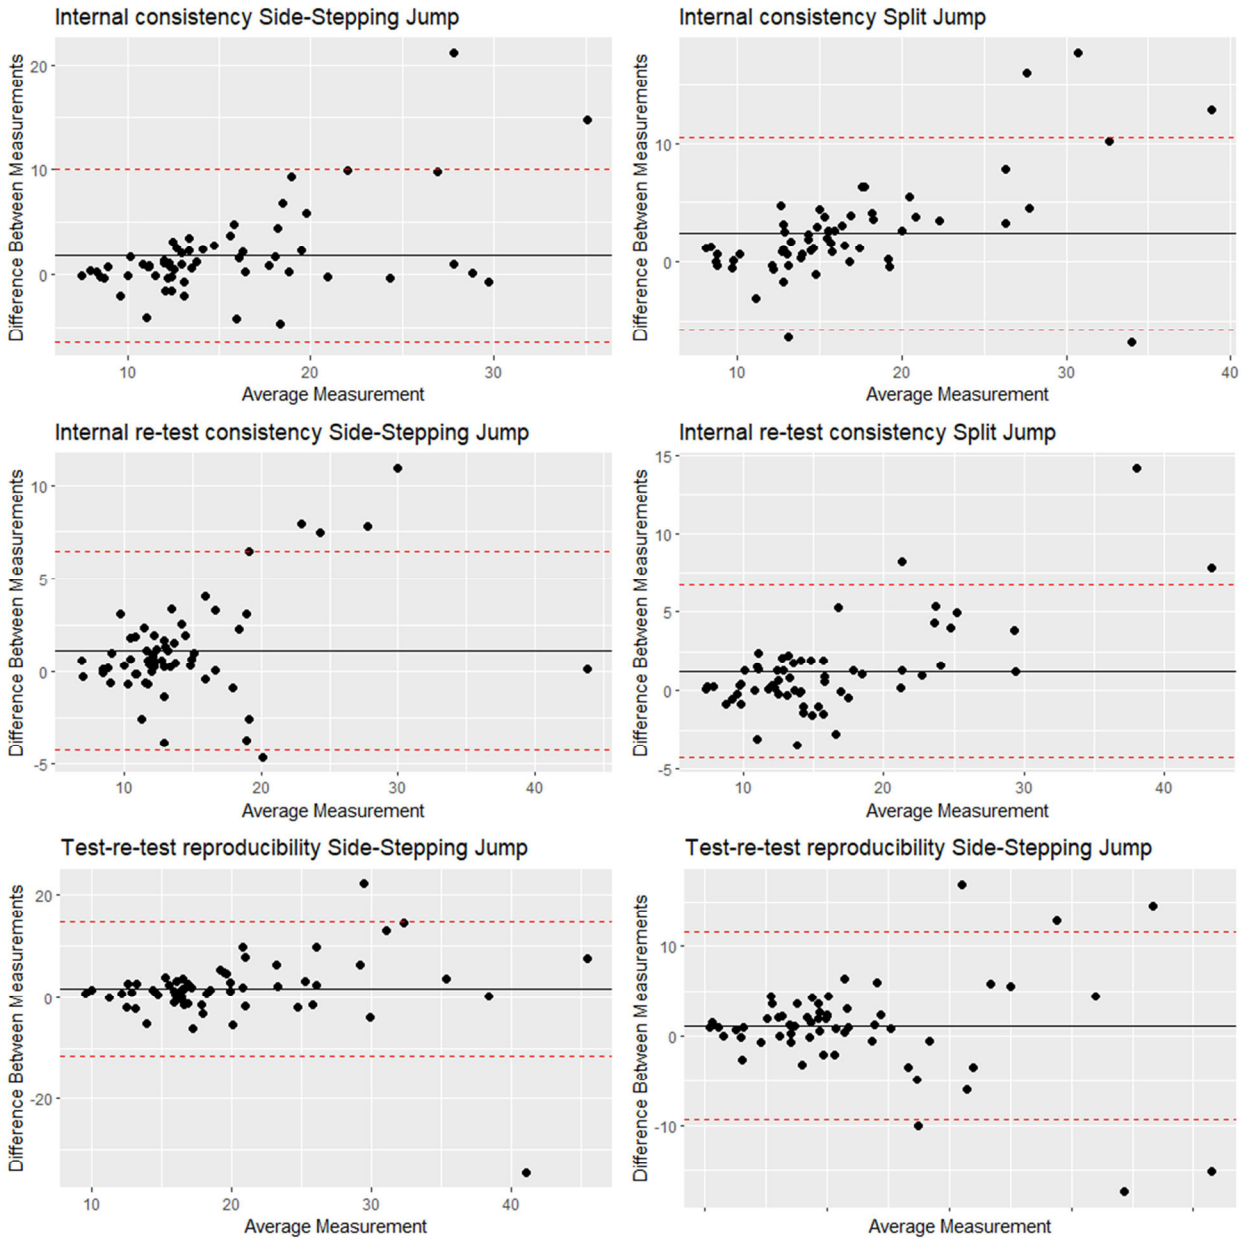 Internal consistency Side-Stepping Jump
Difference Between Measurements
20
10
0
10
20
30
Average Measurement
Internal consistency Split Jump
Difference Between Measurements
10
0
10
20
30
40
Average Measurement
Internal re-test consistency Side-Stepping Jump
Difference Between Measurements
10
5
0
-5
10
20
30
40
Average Measurement
Internal re-test consistency Split Jump
Difference Between Measurements
15
10
5
0
-5
10
20
30
40
Average Measurement
Test-re-test reproducibility Side-Stepping Jump
Difference Between Measurements
20
0
-20
10
20
30
40
Average Measurement
Test-re-test reproducibility Side-Stepping Jump
Difference Between Measurements
10
0
-10
Average Measurement